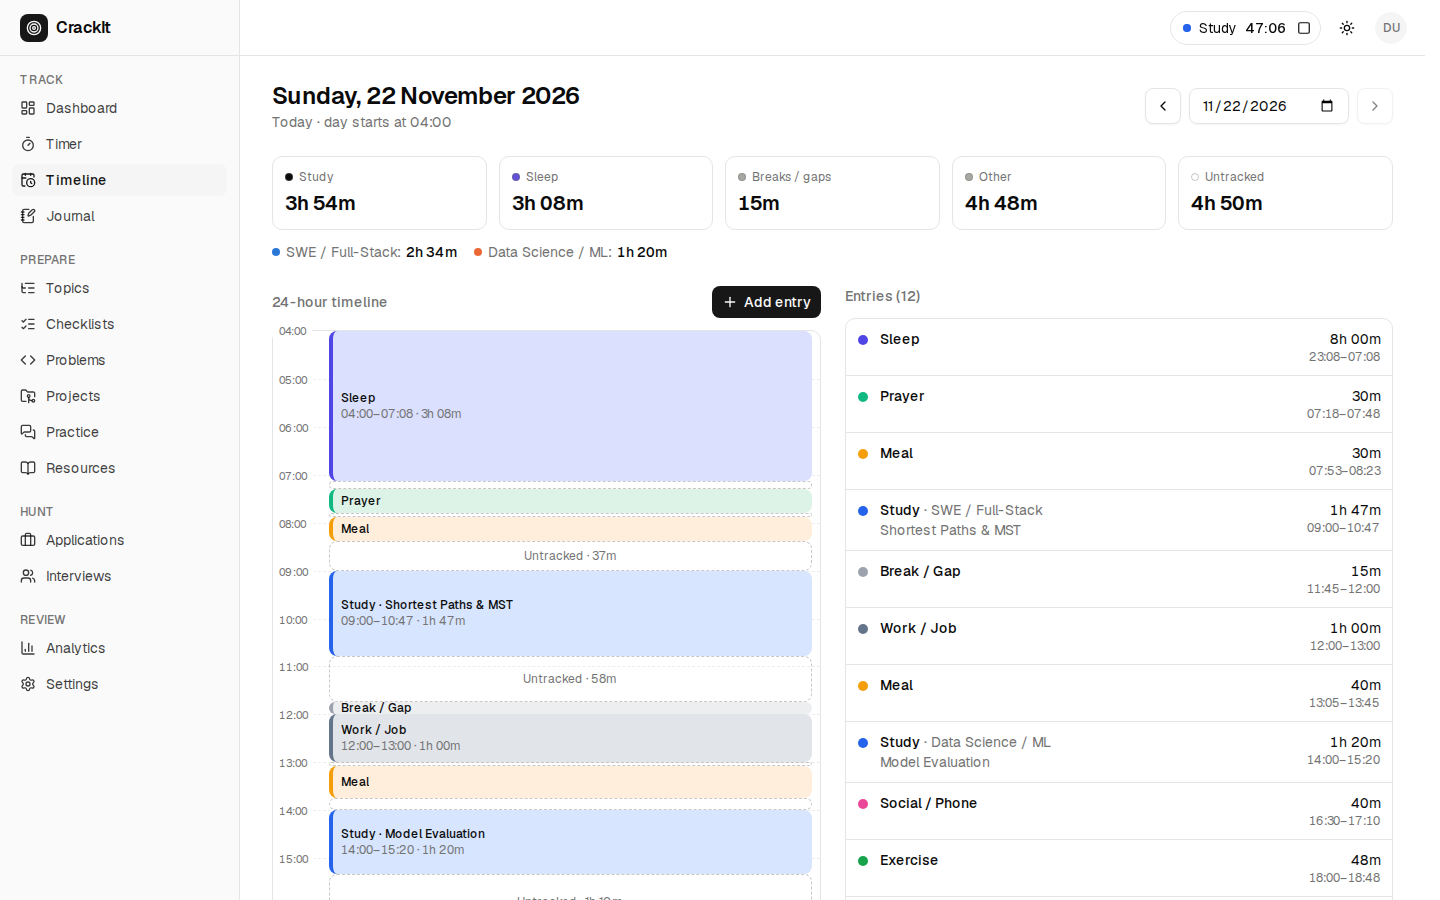 CrackIt
Study 47:06
DU
TRACK
Dashboard
Timer
Timeline
Journal
PREPARE
Topics
Checklists
Problems
Projects
Practice
Resources
HUNT
Applications
Interviews
REVIEW
Analytics
Settings
Sunday, 22 November 2026
Today · day starts at 04:00
11/22/2026
Study
3h 54m
Sleep
3h 08m
Breaks / gaps
15m
Other
4h 48m
Untracked
4h 50m
SWE / Full-Stack: 2h 34m
Data Science / ML: 1h 20m
24-hour timeline
Add entry
04:00
Sleep
04:00–07:08 · 3h 08m
05:00
06:00
07:00
Prayer
08:00
Meal
Untracked · 37m
09:00
Study · Shortest Paths & MST
09:00–10:47 · 1h 47m
10:00
11:00
Untracked · 58m
Break / Gap
12:00
Work / Job
12:00–13:00 · 1h 00m
13:00
Meal
14:00
Study · Model Evaluation
14:00–15:20 · 1h 20m
15:00
Entries (12)
Sleep
8h 00m
23:08–07:08
Prayer
30m
07:18–07:48
Meal
30m
07:53–08:23
Study · SWE / Full-Stack
1h 47m
Shortest Paths & MST
09:00–10:47
Break / Gap
15m
11:45–12:00
Work / Job
1h 00m
12:00–13:00
Meal
40m
13:05–13:45
Study · Data Science / ML
1h 20m
Model Evaluation
14:00–15:20
Social / Phone
40m
16:30–17:10
Exercise
48m
18:00–18:48